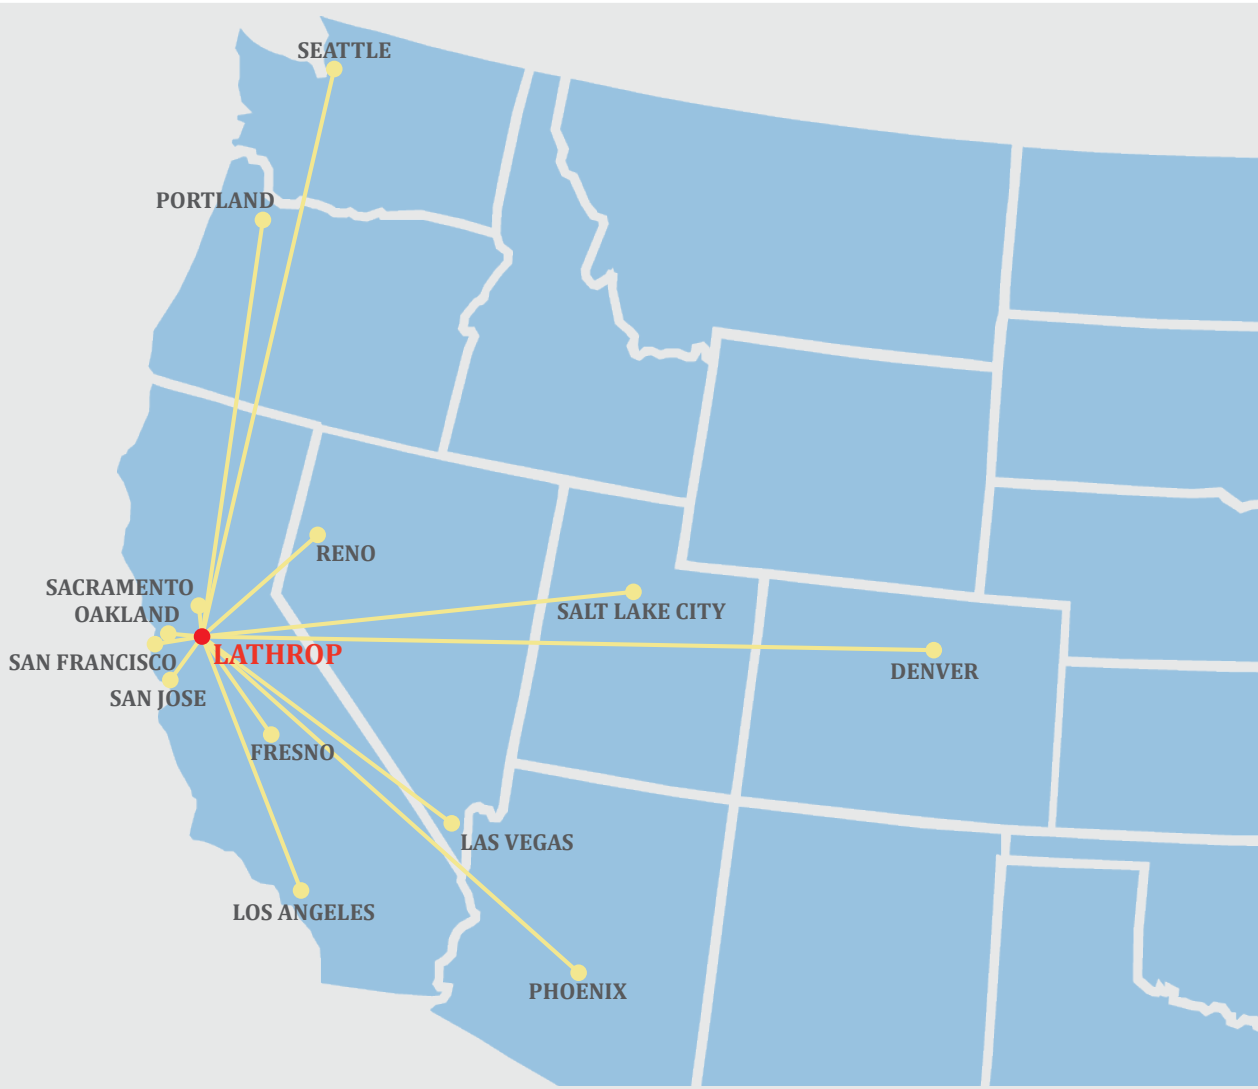 SEATTLE
PORTLAND
RENO
SACRAMENTO
OAKLAND
SALT LAKE CITY
LATHROP
SAN FRANCISCO
DENVER
SAN JOSE
FRESNO
LAS VEGAS
LOS ANGELES
PHOENIX